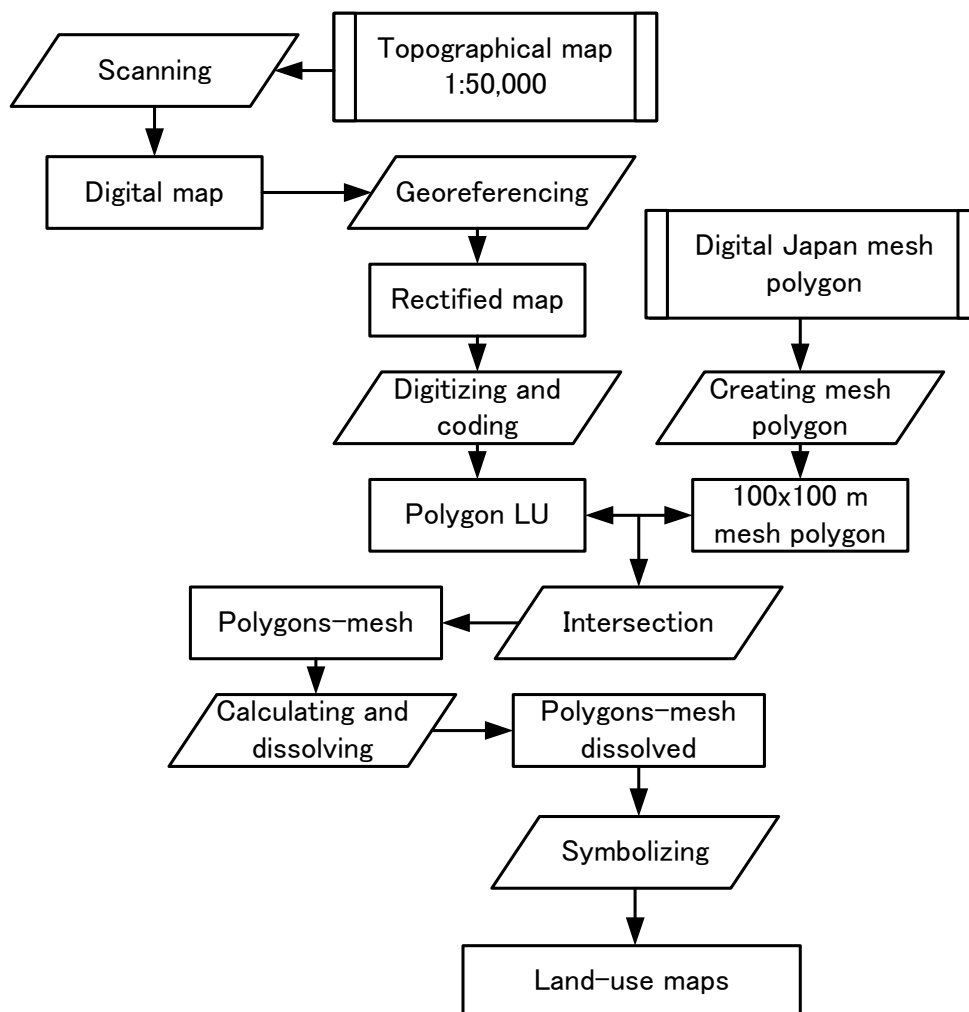 Scanning
Topographical map
1:50,000
Digital map
Georeferencing
Digital Japan mesh
polygon
Rectified map
Digitizing and
coding
Creating mesh
polygon
Polygon LU
100x100 m
mesh polygon
Polygons-mesh
Intersection
Calculating and
dissolving
Polygons-mesh
dissolved
Symbolizing
Land-use maps